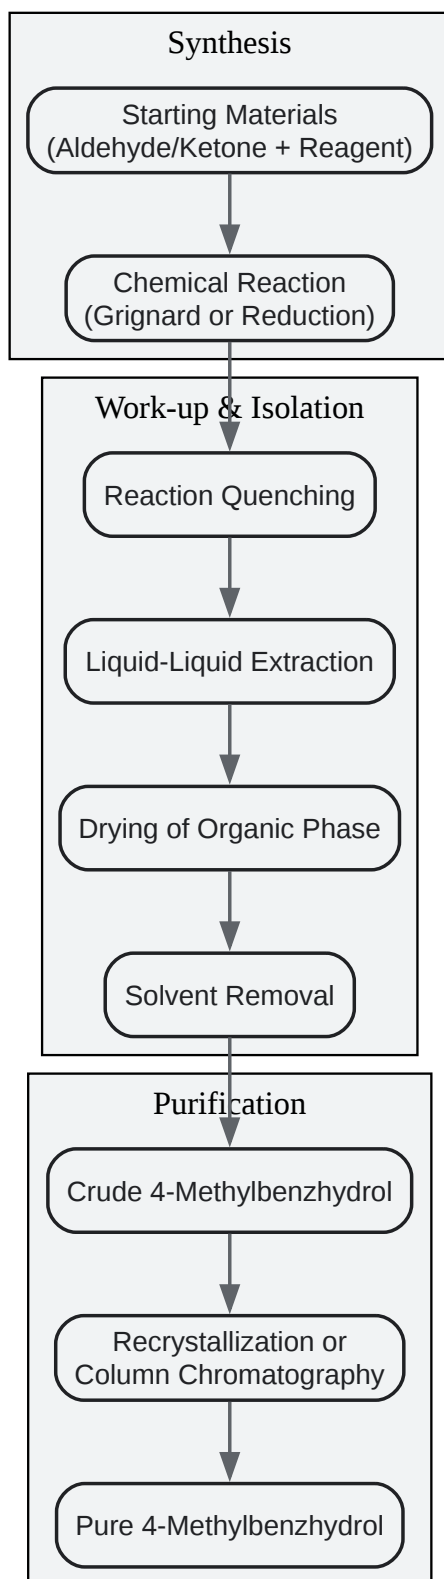 Synthesis
Starting Materials
(Aldehyde/Ketone + Reagent)
Chemical Reaction
(Grignard or Reduction)
Work-up & Isolation
Reaction Quenching
Liquid-Liquid Extraction
Drying of Organic Phase
Solvent Removal
Purification
Crude 4-Methylbenzhydrol
Recrystallization or
Column Chromatography
Pure 4-Methylbenzhydrol